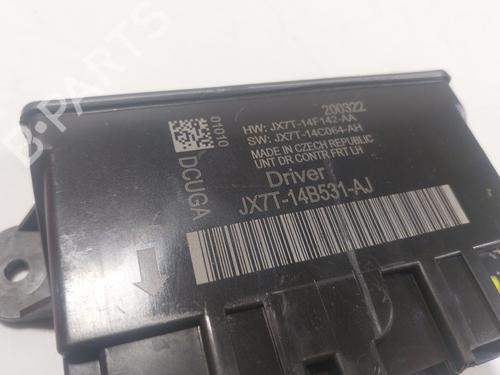 200322
HW: JX7T-14F142-AA
SW: JX7T-14C064-AH
MADE IN CZECH REPUBLIC
UNT DR CONTR FRT LH
Driver
JX7T-14B531-AJ
01010
DCUGA
B-PARTS